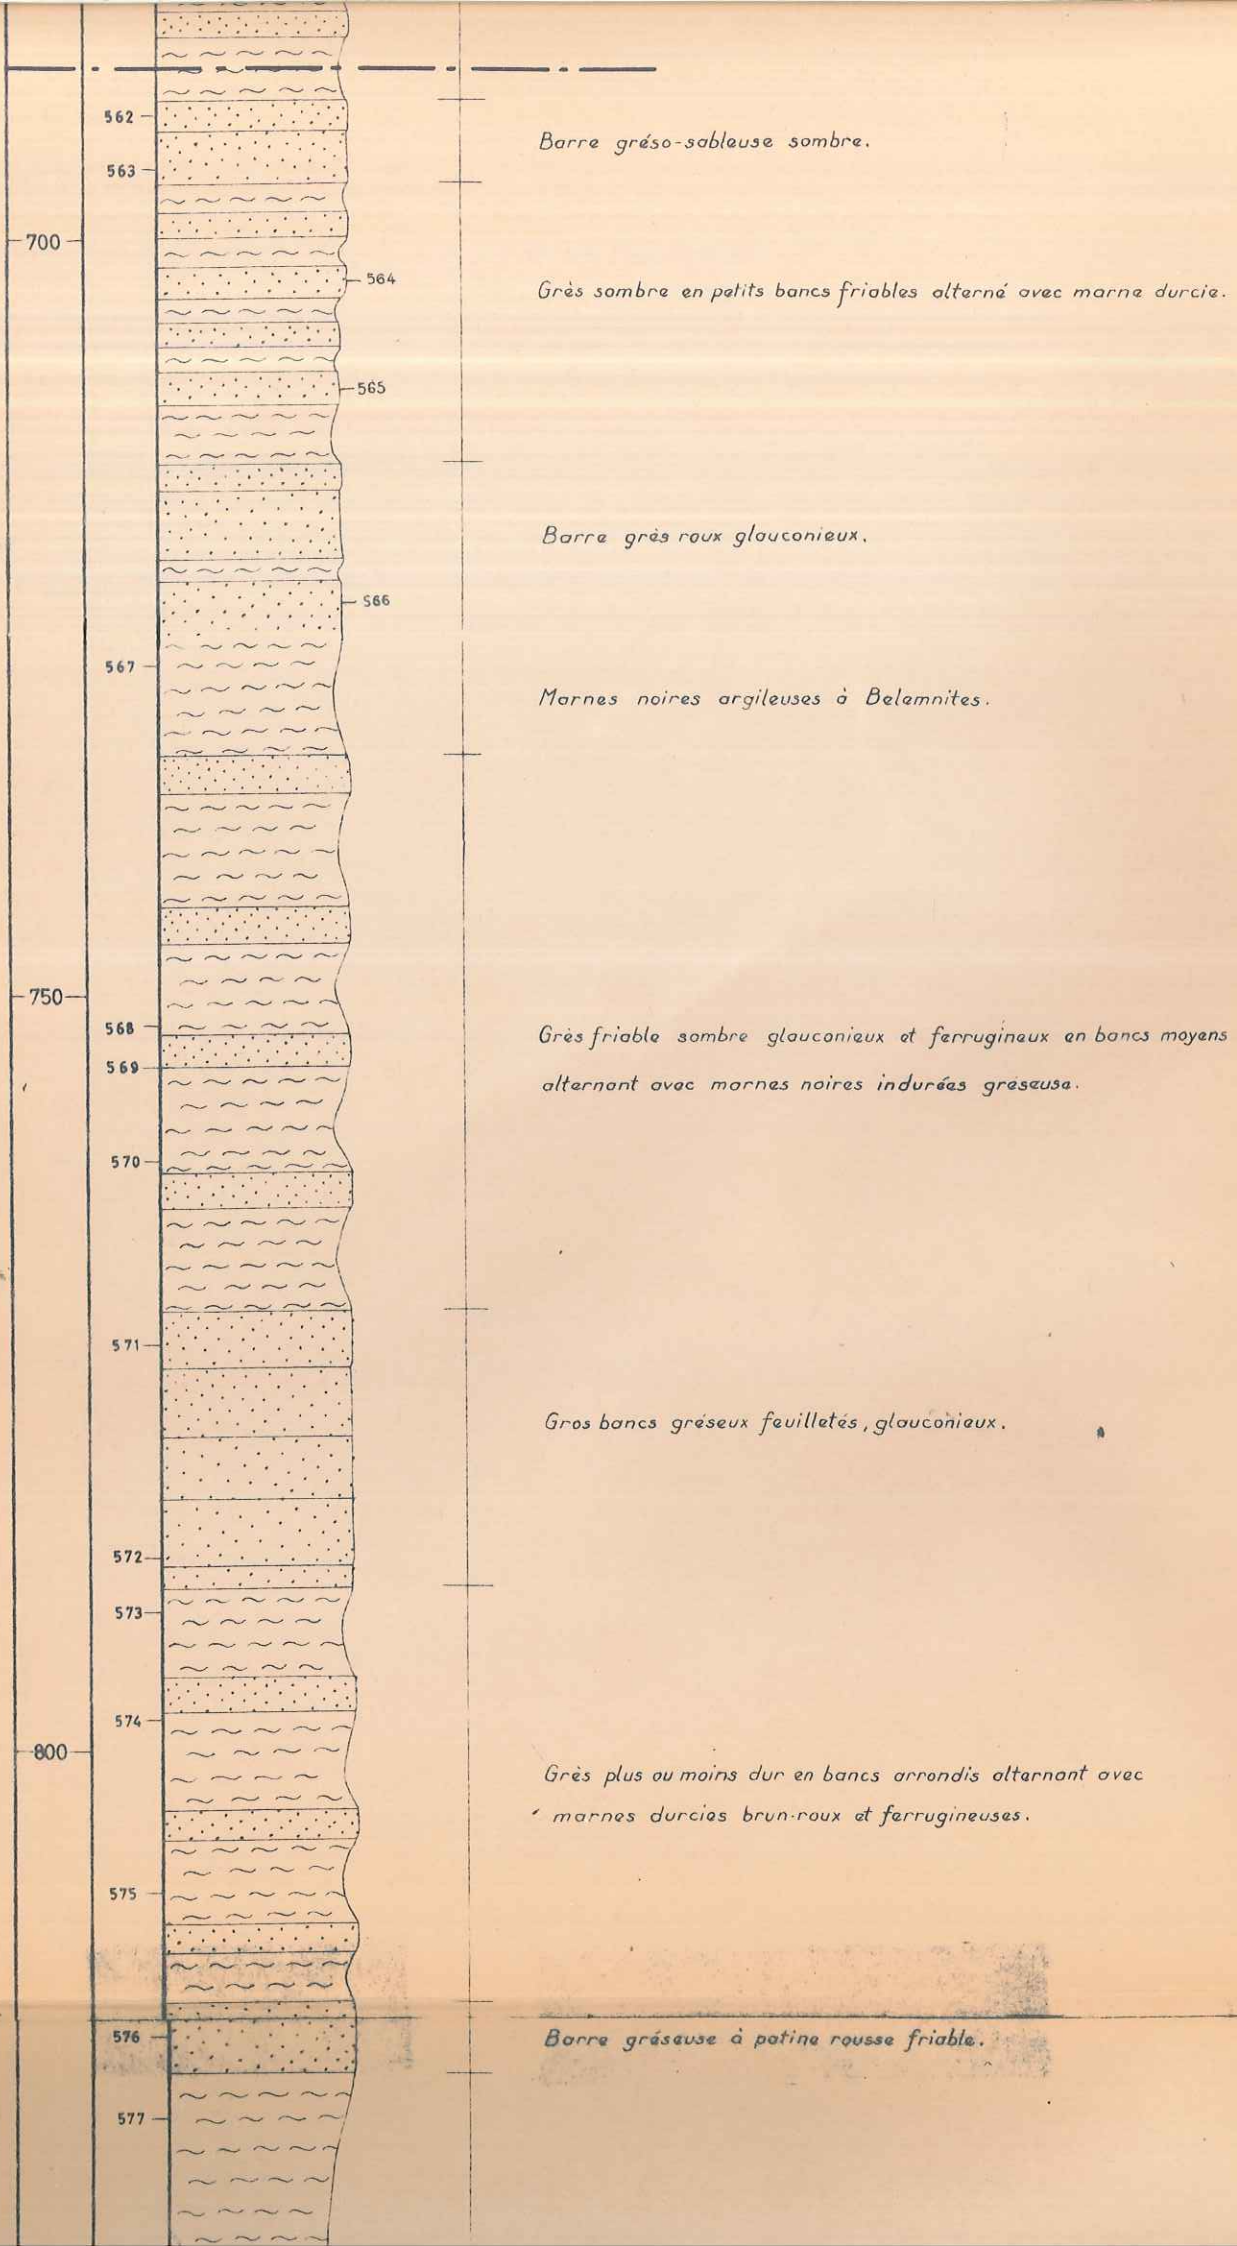 562
Barre gréso-sableuse sombre.
563
700
564
Grès sombre en petits bancs friables alterné avec marne durcie.
565
Barre grès roux glauconieux.
566
567
Marnes noires argileuses à Belemnites.
750
568
Grès friable sombre glauconieux et ferrugineux en bancs moyens
569
alternant avec marnes noires indurées greseuse.
570
571
Gros bancs gréseux feuilletés, glauconieux.
572
573
574
800
Grès plus ou moins dur en bancs arrondis alternant avec
marnes durcies brun-roux et ferrugineuses.
575
576
Barre gréseuse à patine rousse friable.
577